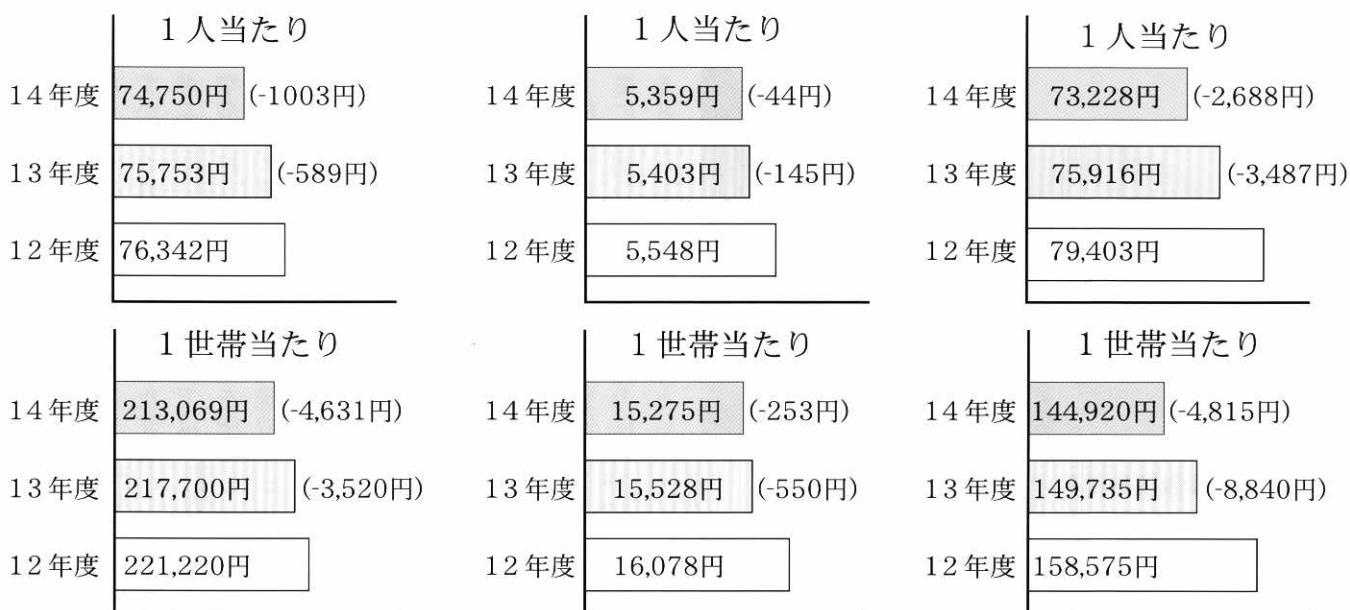 1人当たり
14年度 74,750円 (-1003円)
13年度 75,753円 (-589円)
12年度 76,342円
1人当たり
14年度 5,359円 (-44円)
13年度 5,403円 (-145円)
12年度 5,548円
1人当たり
14年度 73,228円 (-2,688円)
13年度 75,916円 (-3,487円)
12年度 79,403円
1世帯当たり
14年度 213,069円 (-4,631円)
13年度 217,700円 (-3,520円)
12年度 221,220円
1世帯当たり
14年度 15,275円 (-253円)
13年度 15,528円 (-550円)
12年度 16,078円
1世帯当たり
14年度 144,920円 (-4,815円)
13年度 149,735円 (-8,840円)
12年度 158,575円